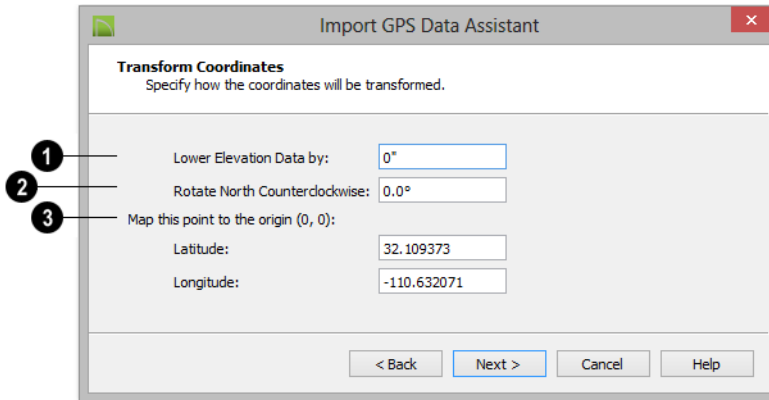 Import GPS Data Assistant
Transform Coordinates
Specify how the coordinates will be transformed.
1 Lower Elevation Data by: 0"
2 Rotate North Counterclockwise: 0.0°
3 Map this point to the origin (0, 0):
Latitude: 32.109373
Longitude: -110.632071
< Back Next > Cancel Help